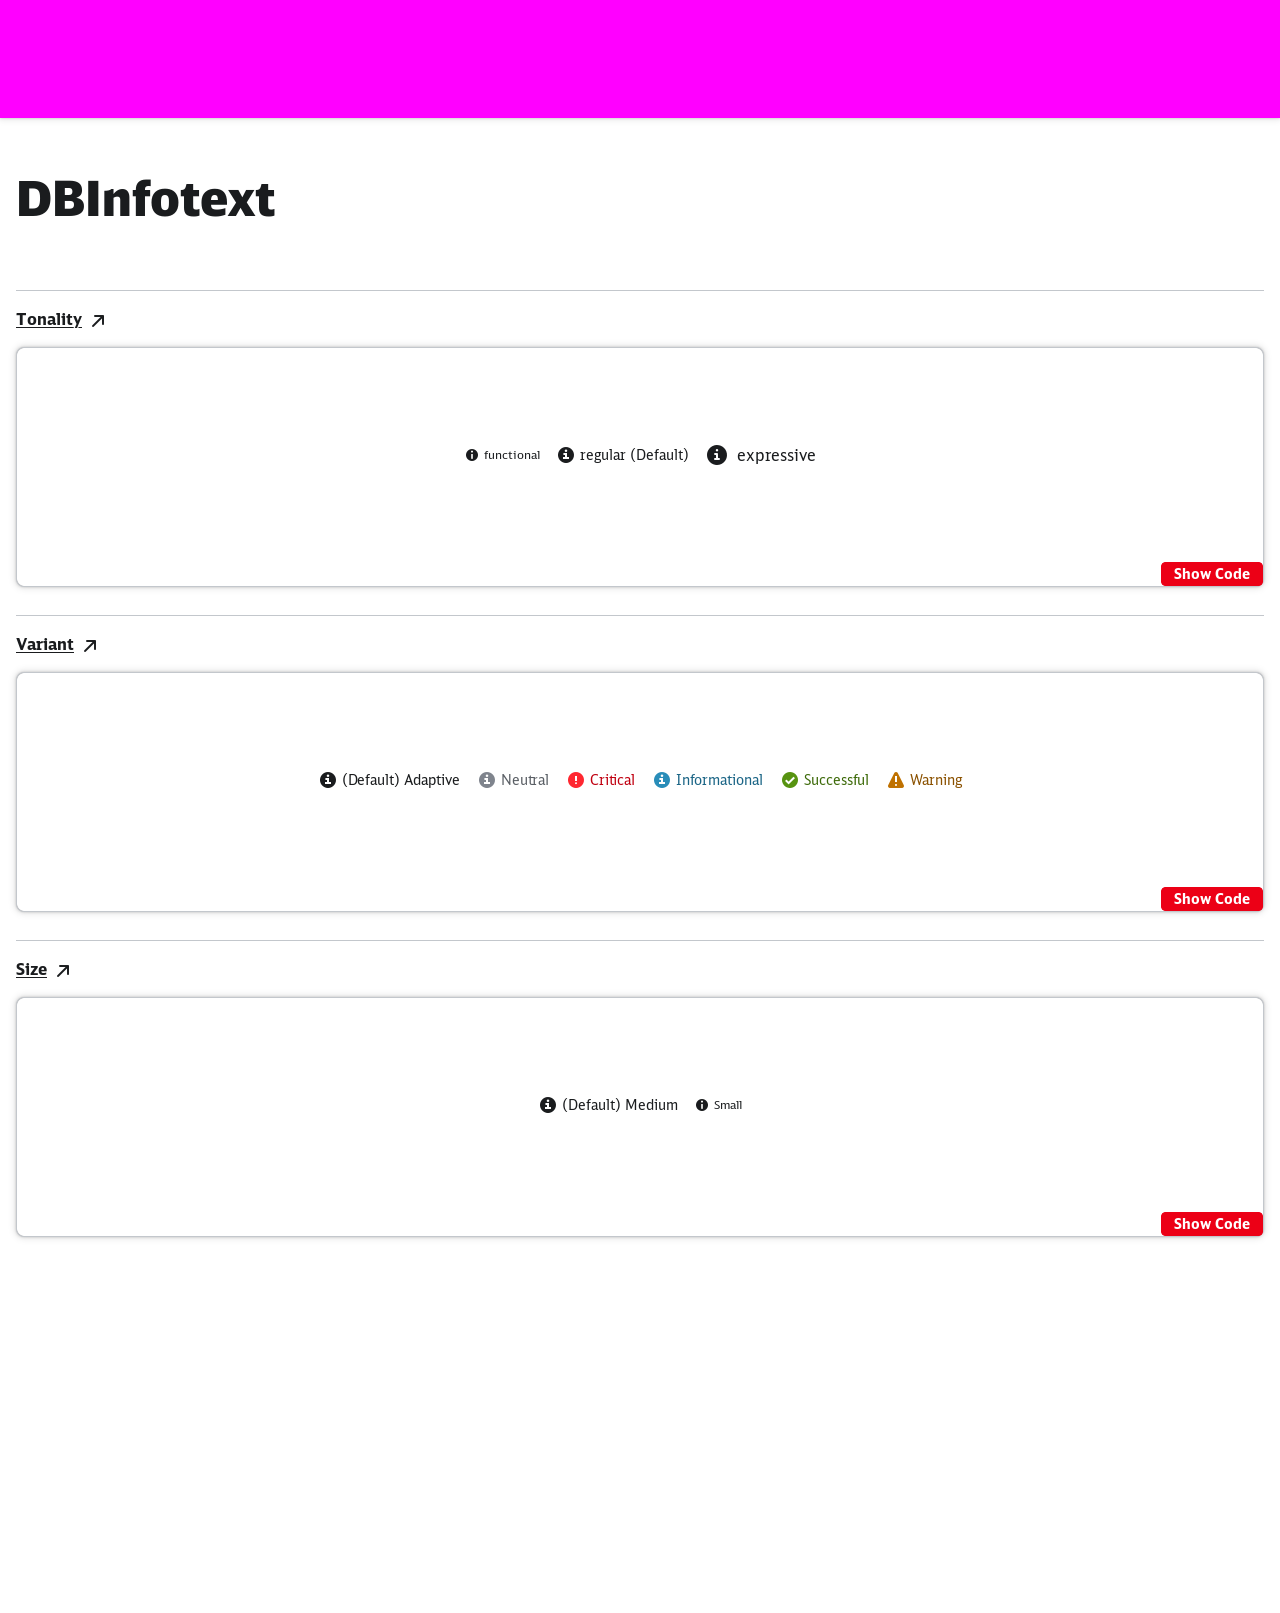 DBInfotext
Tonality
functional regular (Default) expressive
Show Code
Variant
(Default) Adaptive Neutral Critical Informational Successful Warning
Show Code
Size
(Default) Medium Small
Show Code